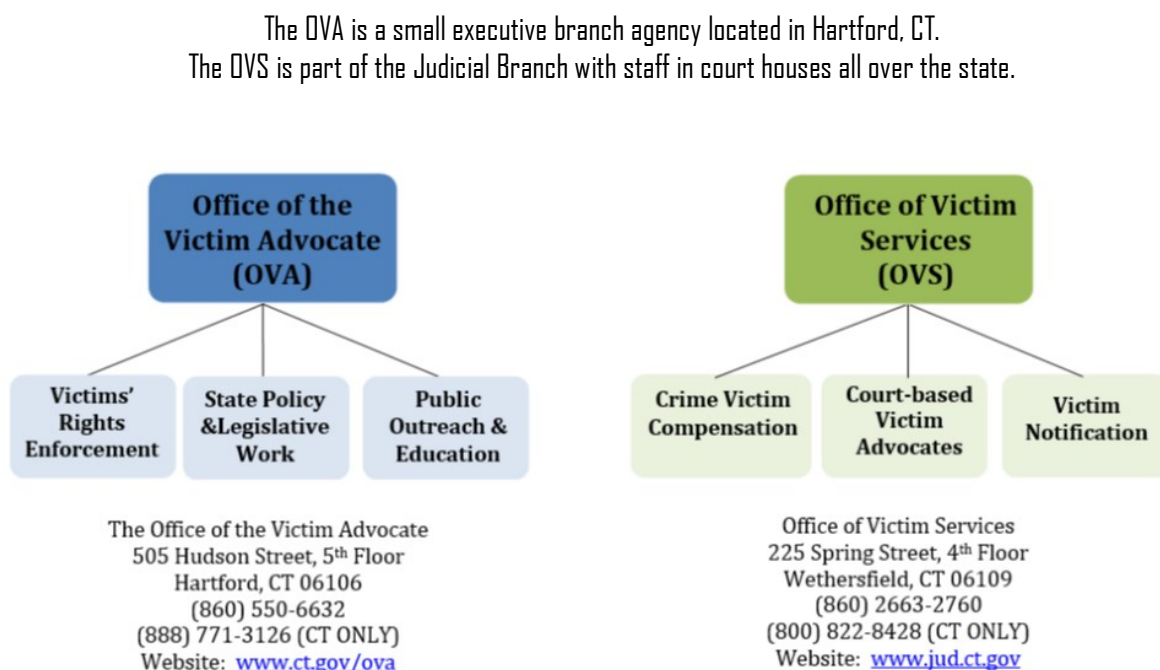 The OVA is a small executive branch agency located in Hartford, CT.
The OVS is part of the Judicial Branch with staff in court houses all over the state.
Office of the
Victim Advocate
(OVA)
Office of Victim
Services
(OVS)
Victims’
Rights
Enforcement
State Policy
&Legislative
Work
Public
Outreach &
Education
Crime Victim
Compensation
Court-based
Victim
Advocates
Victim
Notification
The Office of the Victim Advocate
505 Hudson Street, 5th Floor
Hartford, CT 06106
(860) 550-6632
(888) 771-3126 (CT ONLY)
Website: www.ct.gov/ova
Office of Victim Services
225 Spring Street, 4th Floor
Wethersfield, CT 06109
(860) 2663-2760
(800) 822-8428 (CT ONLY)
Website: www.jud.ct.gov